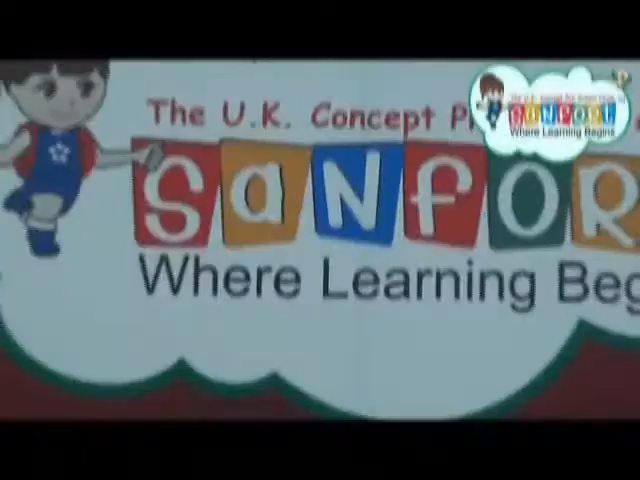 The U.K. Concept
SaNfOR
Where Learning Beg
Where Learning Begins